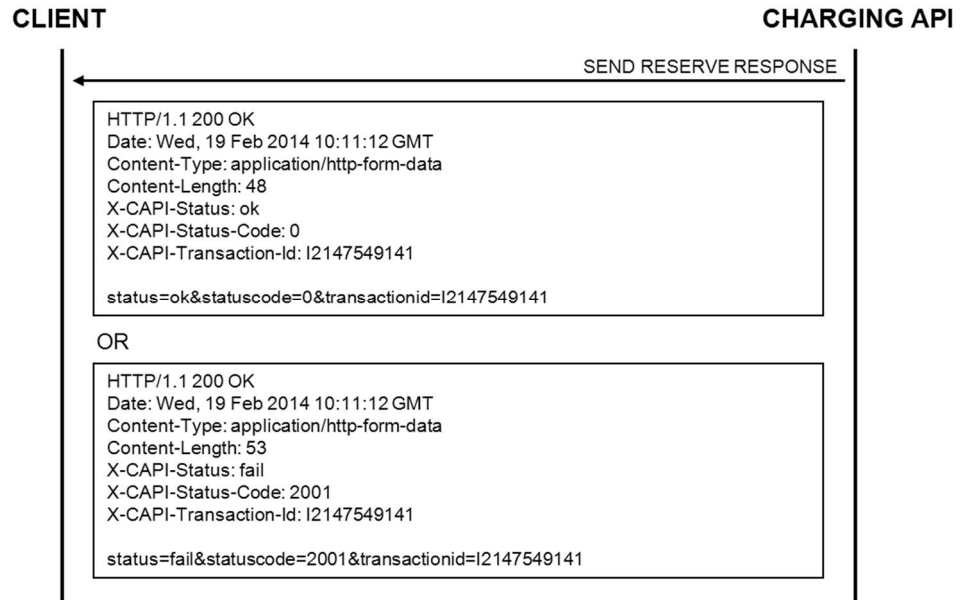 CLIENT
CHARGING API
SEND RESERVE RESPONSE
HTTP/1.1 200 OK
Date: Wed, 19 Feb 2014 10:11:12 GMT
Content-Type: application/http-form-data
Content-Length: 48
X-CAPI-Status: ok
X-CAPI-Status-Code: 0
X-CAPI-Transaction-Id: I2147549141
status=ok&statuscode=0&transactionid=I2147549141
OR
HTTP/1.1 200 OK
Date: Wed, 19 Feb 2014 10:11:12 GMT
Content-Type: application/http-form-data
Content-Length: 53
X-CAPI-Status: fail
X-CAPI-Status-Code: 2001
X-CAPI-Transaction-Id: I2147549141
status=fail&statuscode=2001&transactionid=I2147549141